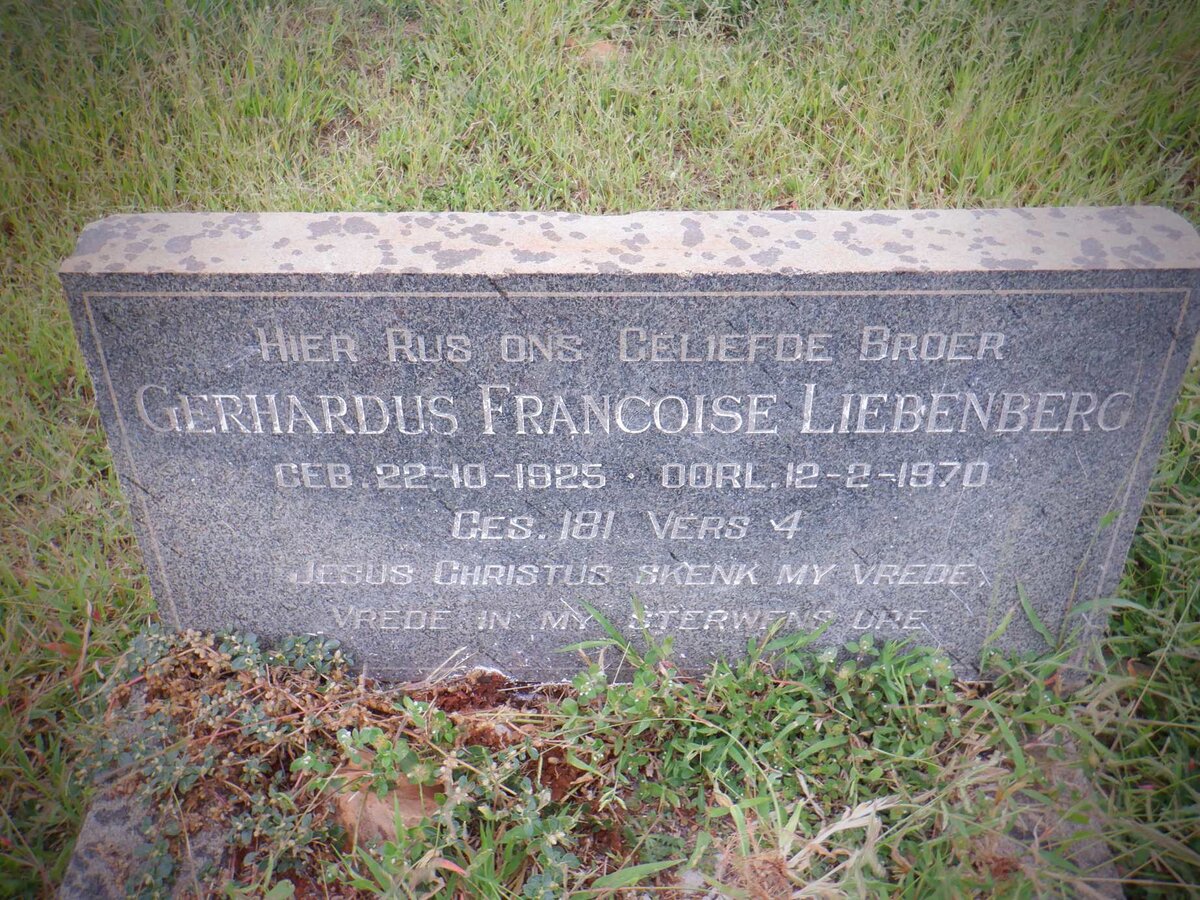 HIER RUS ONS GELIEFDE BROER
GERHARDUS FRANCOISE LIEBENBERG
GEB. 22-10-1925 · OORL. 12-2-1970
GES. 181 VERS 4
JESUS CHRISTUS SKENK MY VREDE,
VREDE IN MY STERWENS URE